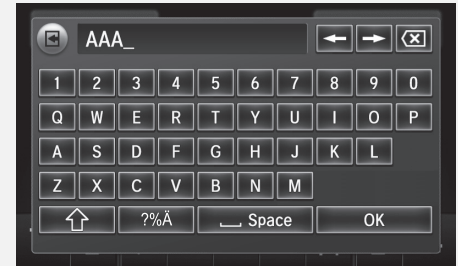 AAA_
1 2 3 4 5 6 7 8 9 0
Q W E R T Y U I O P
A S D F G H J K L
Z X C V B N M
?%Ä Space OK